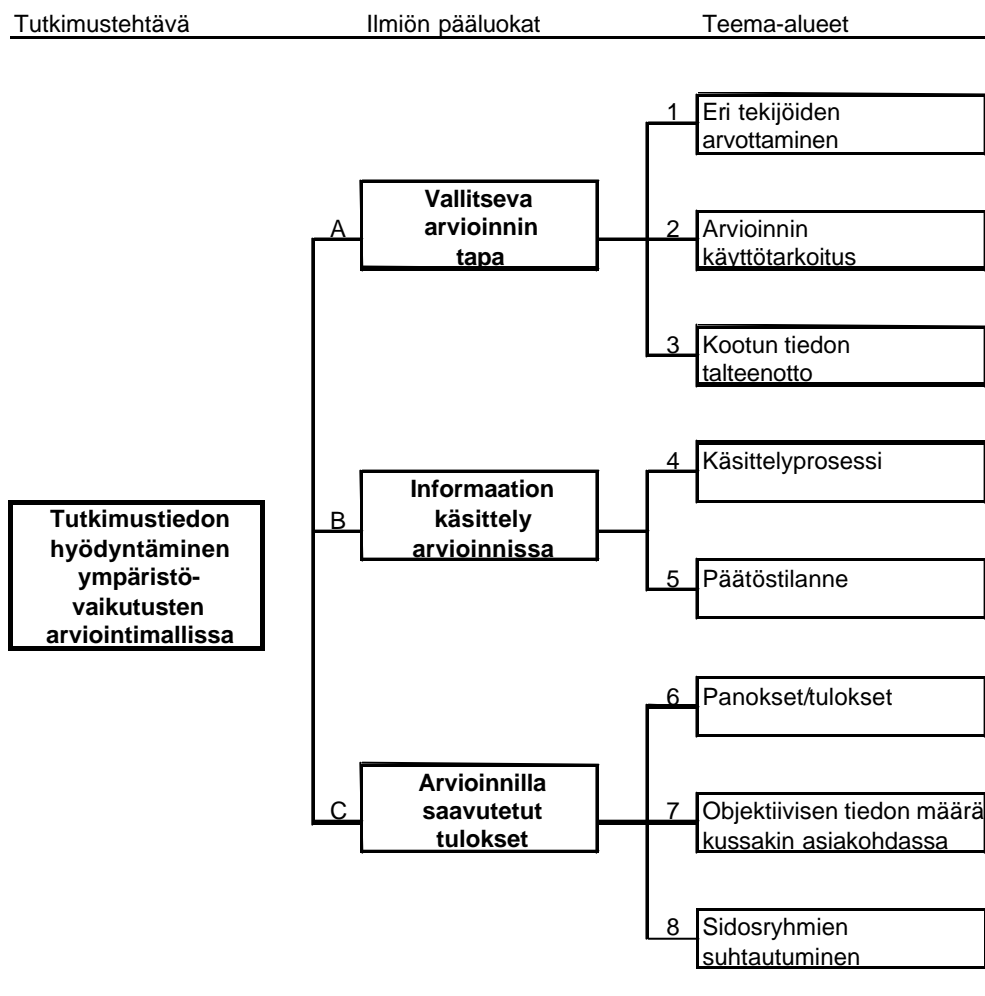 Tutkimustehtävä
Ilmiön pääluokat
Teema-alueet
Tutkimustiedon
hyödyntäminen
ympäristö-
vaikutusten
arviointimallissa
A
Vallitseva
arvioinnin
tapa
1
Eri tekijöiden
arvottaminen
2
Arvioinnin
käyttötarkoitus
3
Kootun tiedon
talteenotto
B
Informaation
käsittely
arvioinnissa
4
Käsittelyprosessi
5
Päätöstilanne
C
Arvioinnilla
saavutetut
tulokset
6
Panokset/tulokset
7
Objektiivisen tiedon määrä
kussakin asiakohdassa
8
Sidosryhmien
suhtautuminen